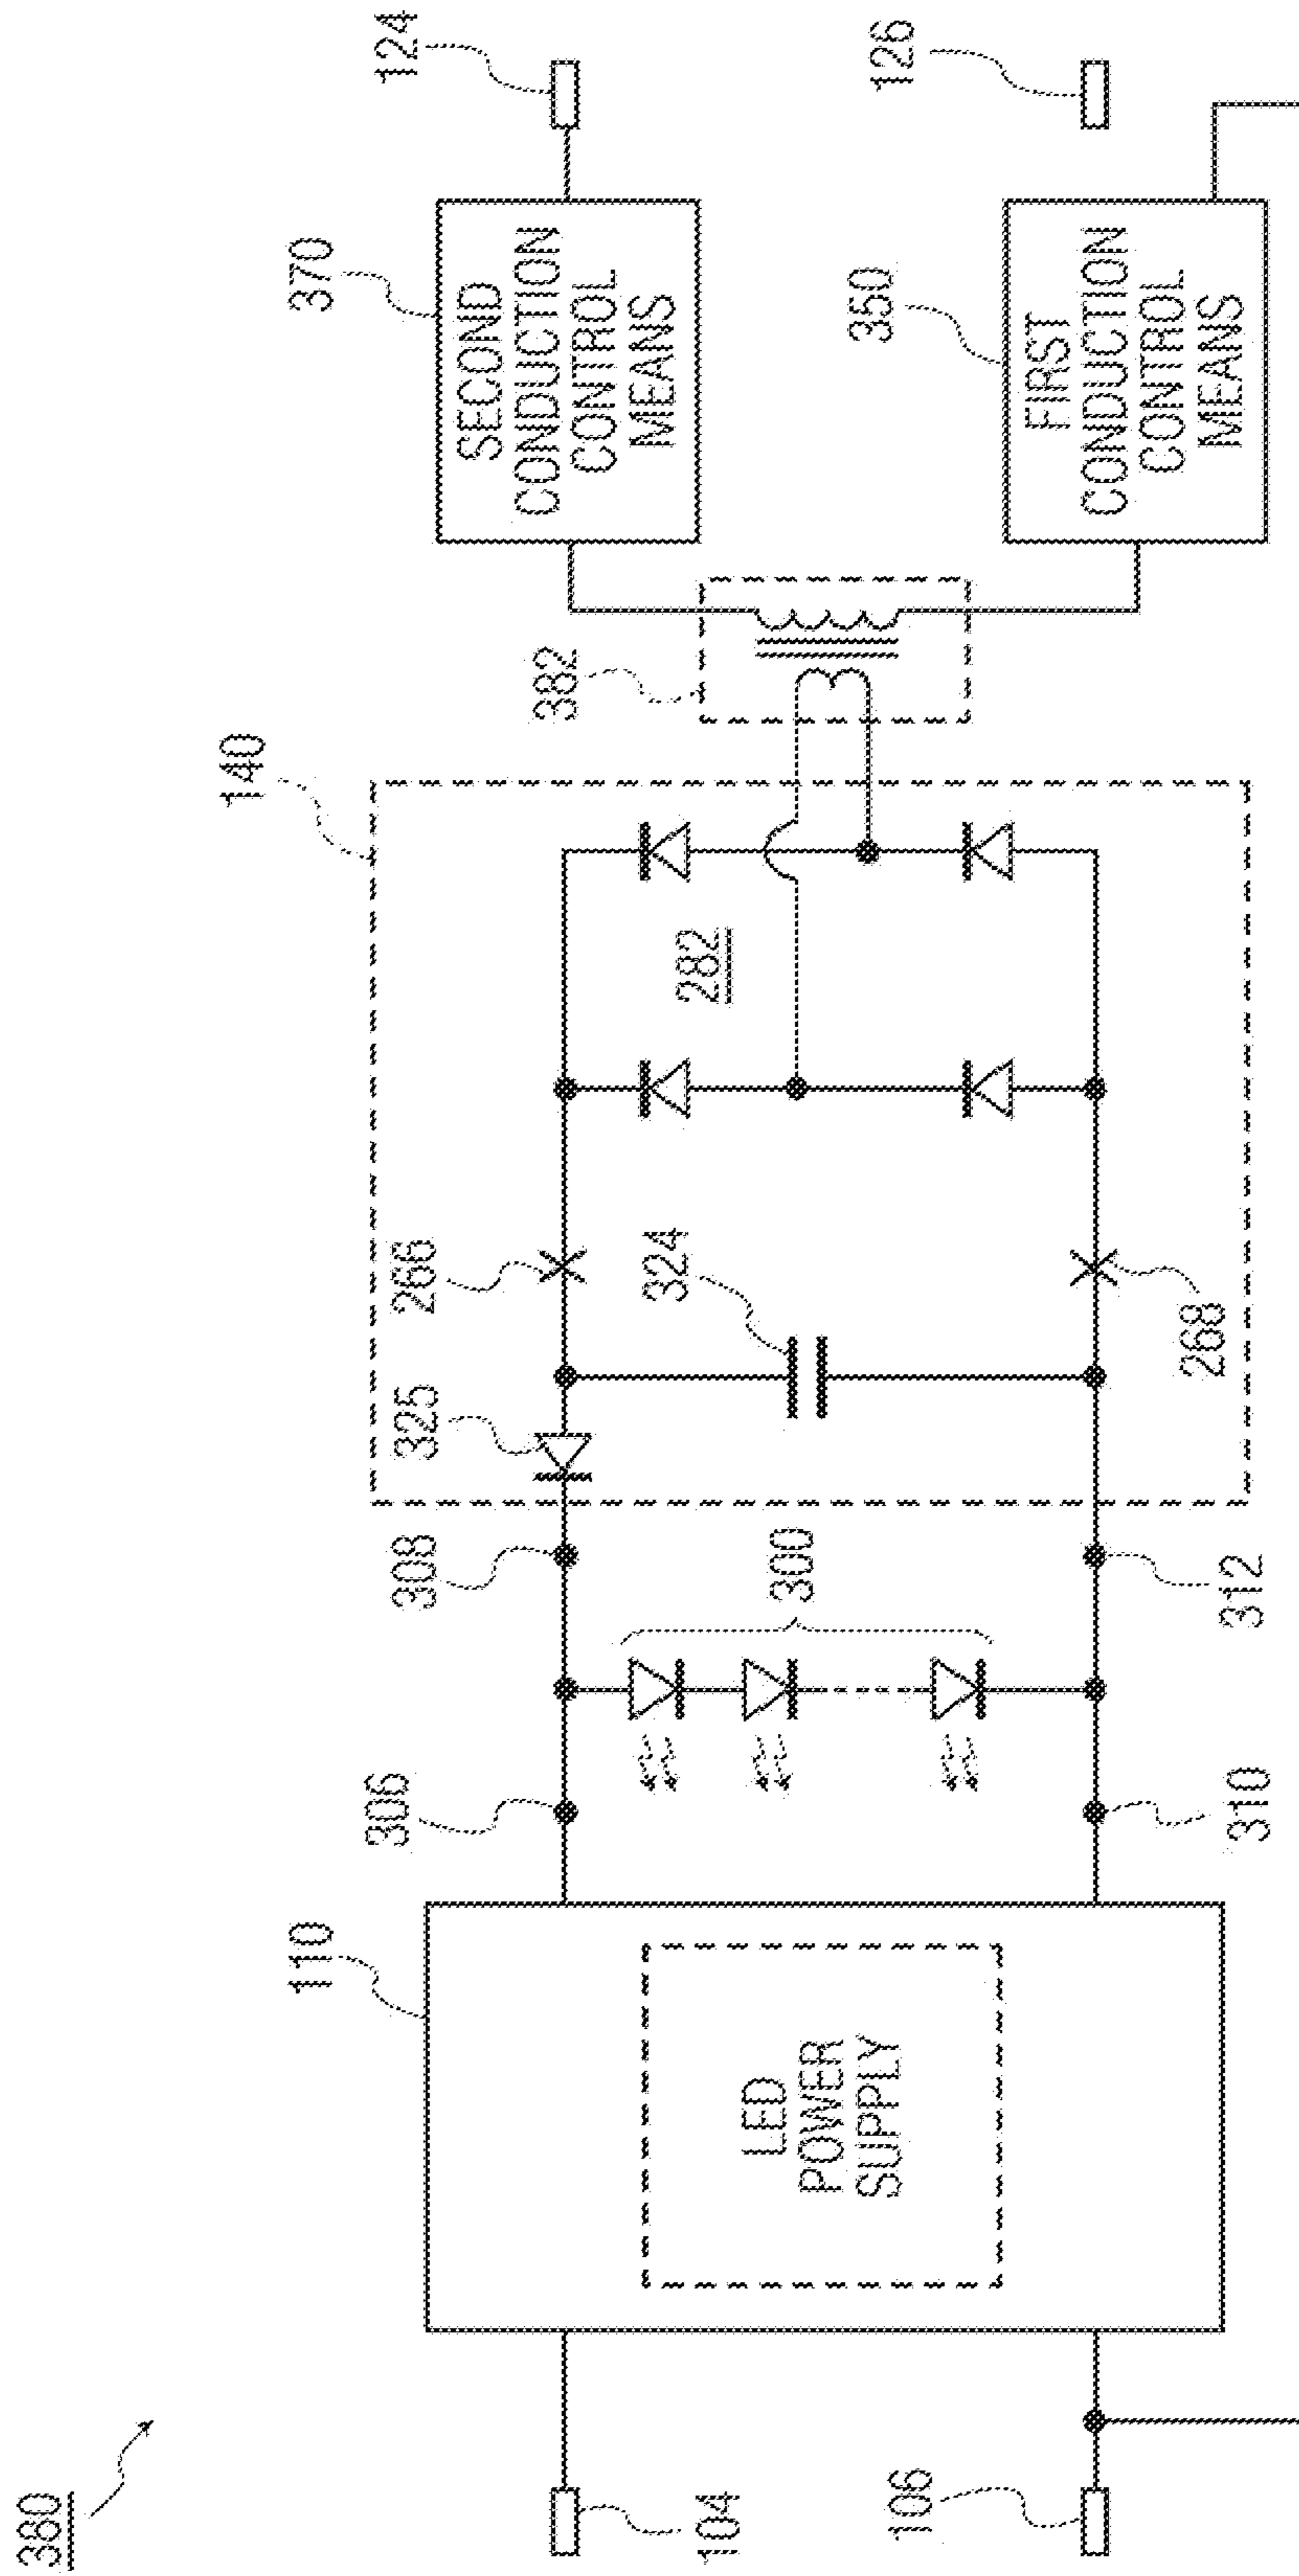 380
104
106
110
LED
POWER
SUPPLY
306
310
300
308
312
140
325
324
266
268
282
382
370
SECOND
CONDUCTION
CONTROL
MEANS
350
FIRST
CONDUCTION
CONTROL
MEANS
124
126